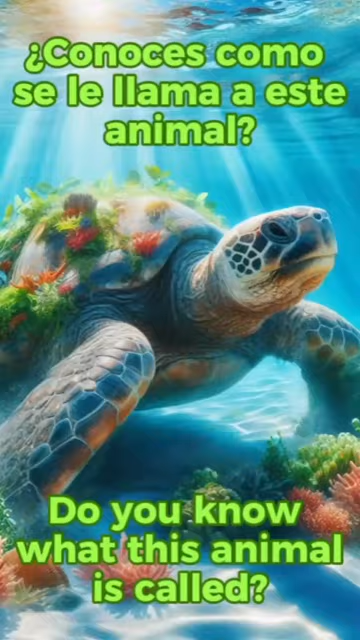 ¿Conoces como
se le llama a este
animal?
Do you know
what this animal
is called?